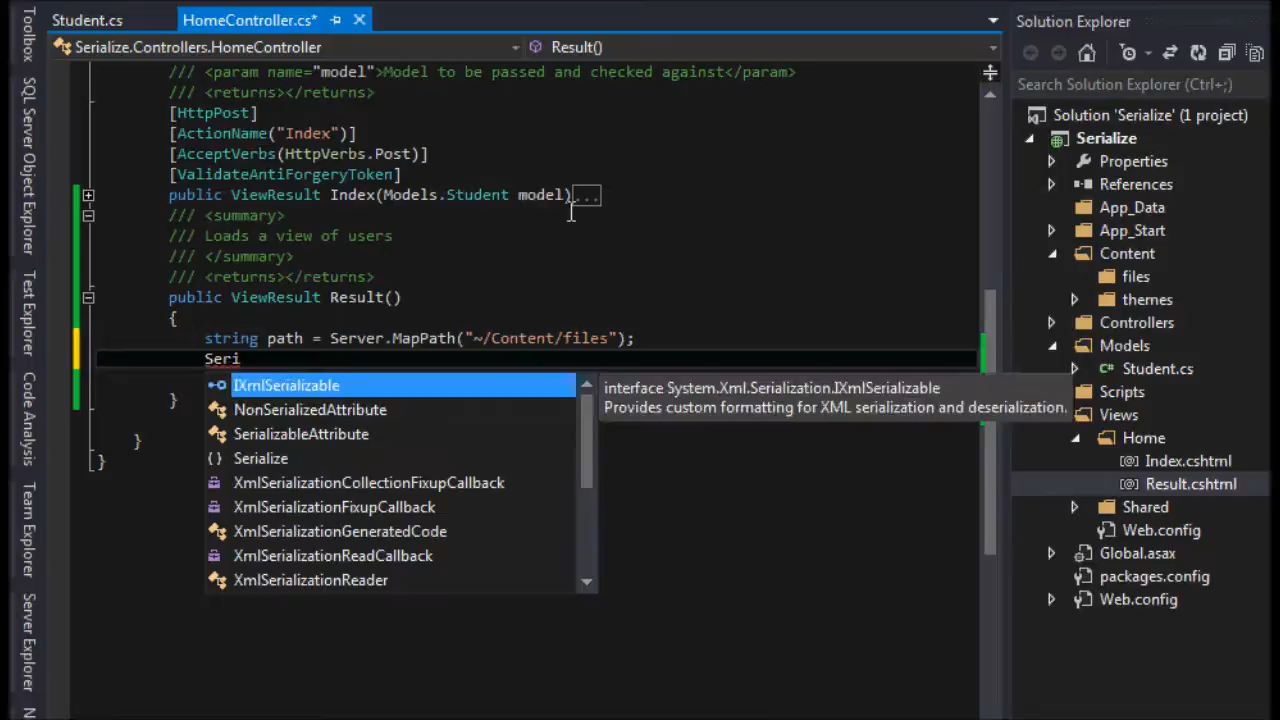 Student.cs
HomeController.cs*
Serialize.Controllers.HomeController
Result()
/// <param name="model">Model to be passed and checked against</param>
/// <returns></returns>
[HttpPost]
[ActionName("Index")]
[AcceptVerbs(HttpVerbs.Post)]
[ValidateAntiForgeryToken]
public ViewResult Index(Models.Student model)...
/// <summary>
/// Loads a view of users
/// </summary>
/// <returns></returns>
public ViewResult Result()
{
string path = Server.MapPath("~/Content/files");
Seri
}
}
}
IXmlSerializable
NonSerializedAttribute
SerializableAttribute
Serialize
XmlSerializationCollectionFixupCallback
XmlSerializationFixupCallback
XmlSerializationGeneratedCode
XmlSerializationReadCallback
XmlSerializationReader
interface System.Xml.Serialization.IXmlSerializable
Provides custom formatting for XML serialization and deserialization.
Toolbox
SQL Server Object Explorer
Test Explorer
Code Analysis
Team Explorer
Server Explorer
N
Solution Explorer
Search Solution Explorer (Ctrl+;)
Solution 'Serialize' (1 project)
Serialize
Properties
References
App_Data
App_Start
Content
files
themes
Controllers
Models
Student.cs
Scripts
Views
Home
Index.cshtml
Result.cshtml
Shared
Web.config
Global.asax
packages.config
Web.config